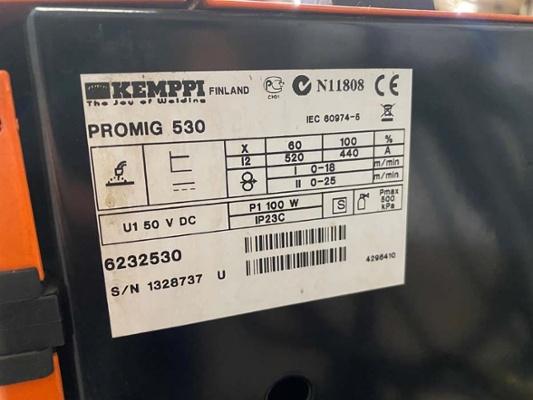 KEMPPI FINLAND N11808 CE
The Joy of Welding
IEC 60974-5
PROMIG 530
X 60 100 %
I2 520 440 A
I 0-18 m/min
II 0-25 m/min
U1 50 V DC P1 100 W IP23C S Pmax 500 kPa
6232530
S/N 1328737 U
4296410